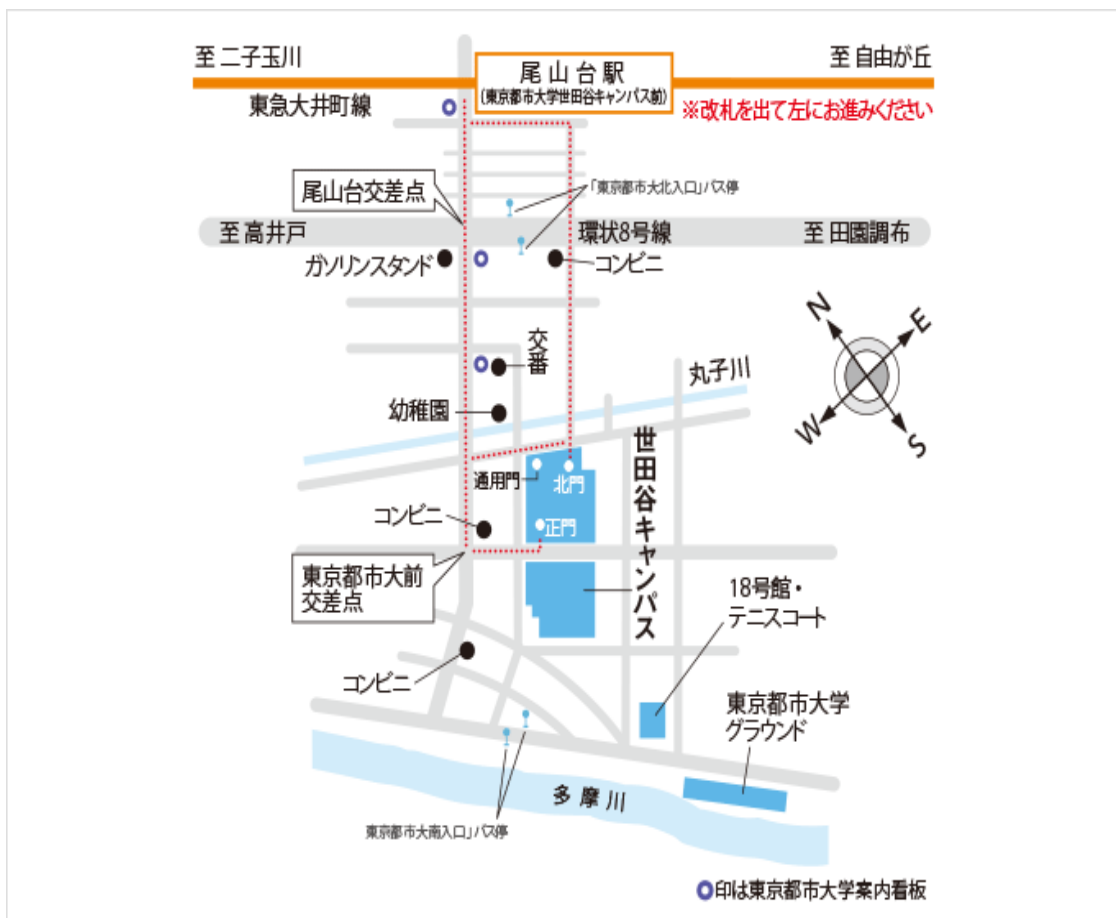 至 二子玉川
尾山台駅
(東京都市大学世田谷キャンパス前)
至 自由が丘
東急大井町線
※改札を出て左にお進みください
尾山台交差点
「東京都市大北入口」バス停
至 高井戸
環状8号線
至 田園調布
ガソリンスタンド
コンビニ
交番
N
E
W
S
丸子川
幼稚園
世田谷キャンパス
通用門
北門
コンビニ
正門
東京都市大前
交差点
18号館・
テニスコート
コンビニ
東京都市大学
グラウンド
多摩川
東京都市大南入口」バス停
印は東京都市大学案内看板